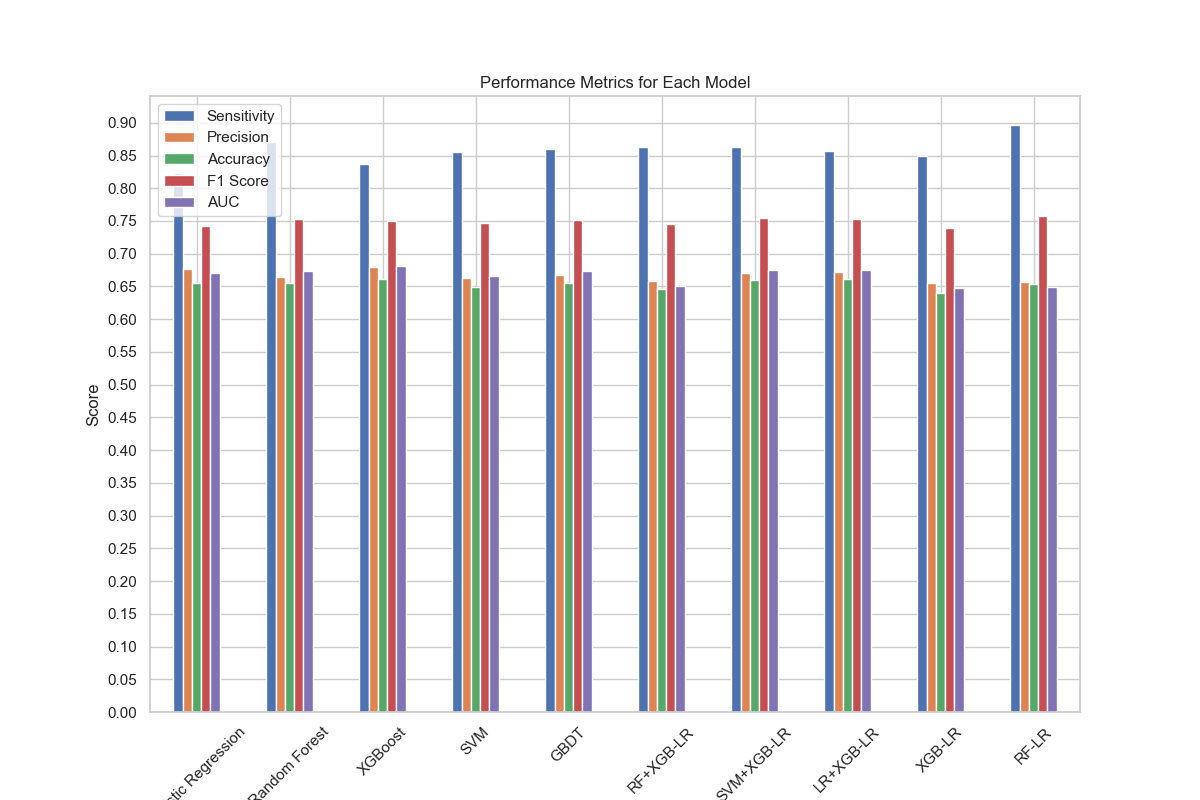 Performance Metrics for Each Model
Sensitivity
Precision
Accuracy
F1 Score
AUC
Score
0.90
0.85
0.80
0.75
0.70
0.65
0.60
0.55
0.50
0.45
0.40
0.35
0.30
0.25
0.20
0.15
0.10
0.05
0.00
stic Regression
Random Forest
XGBoost
SVM
GBDT
RF+XGB-LR
SVM+XGB-LR
LR+XGB-LR
XGB-LR
RF-LR